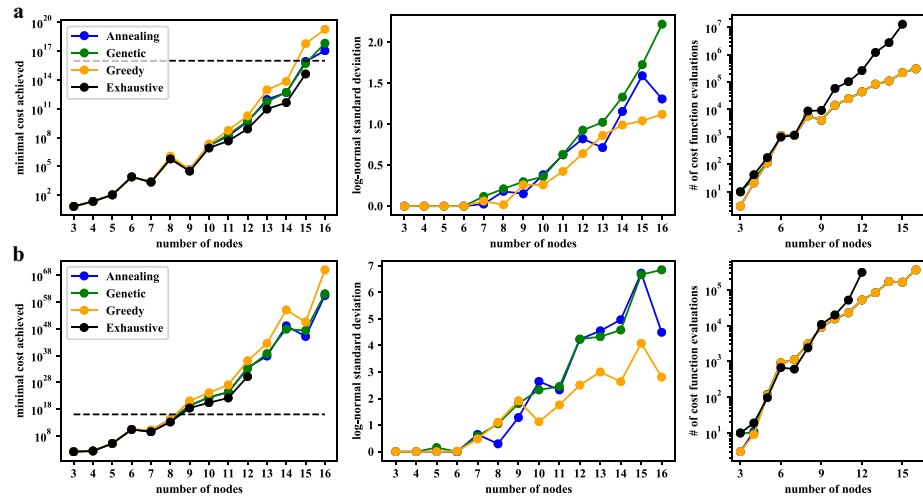 a
minimal cost achieved
10^20
10^17
10^14
10^11
10^8
10^5
10^2
Annealing
Genetic
Greedy
Exhaustive
3 4 5 6 7 8 9 10 11 12 13 14 15 16
number of nodes
log-normal standard deviation
2.0
1.5
1.0
0.5
0.0
3 4 5 6 7 8 9 10 11 12 13 14 15 16
number of nodes
# of cost function evaluations
10^7
10^6
10^5
10^4
10^3
10^2
10^1
3 6 9 12 15
number of nodes
b
minimal cost achieved
10^68
10^58
10^48
10^38
10^28
10^18
10^8
Annealing
Genetic
Greedy
Exhaustive
3 4 5 6 7 8 9 10 11 12 13 14 15 16
number of nodes
log-normal standard deviation
7
6
5
4
3
2
1
0
3 4 5 6 7 8 9 10 11 12 13 14 15 16
number of nodes
# of cost function evaluations
10^5
10^4
10^3
10^2
10^1
3 6 9 12 15
number of nodes